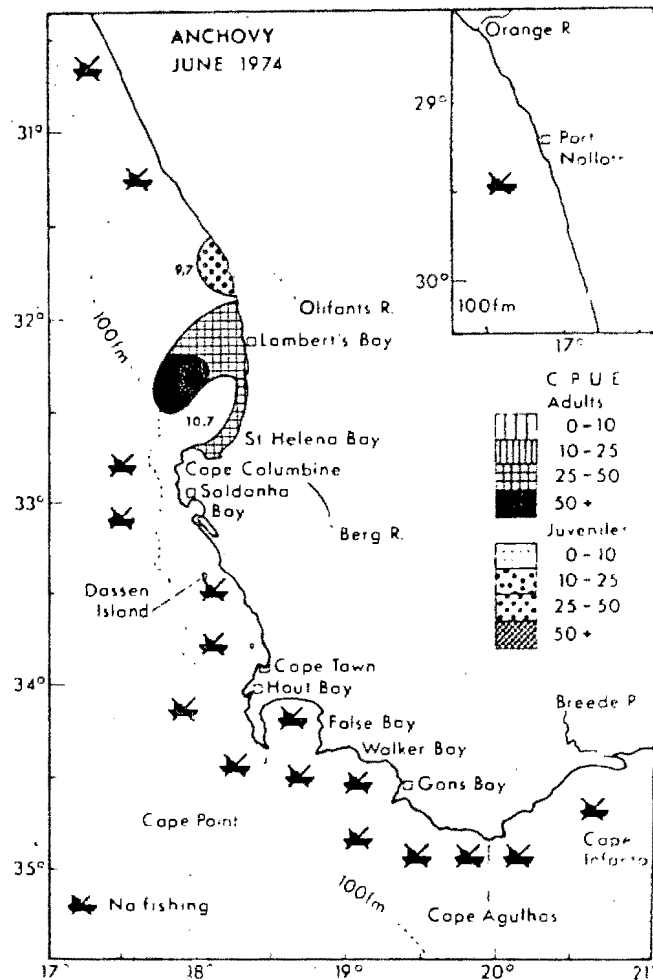 ANCHOVY
JUNE 1974
Orange R
29°
Port
Nolloth
30°
100fm
17°
31°
9,7
32°
100fm
Olifants R.
Lambert's Bay
10,7
St Helena Bay
Cape Columbine
33°
Saldanha
Bay
Berg R.
Dassen
Island
Cape Town
34°
Hout Bay
False Bay
Walker Bay
Gans Bay
Breede
Cape Point
Cape
Infanta
35°
No fishing
100fm
Cape Agulhas
C P U E
Adults
0-10
10-25
25-50
50+
Juveniles
0-10
10-25
25-50
50+
17°
18°
19°
20°
21°